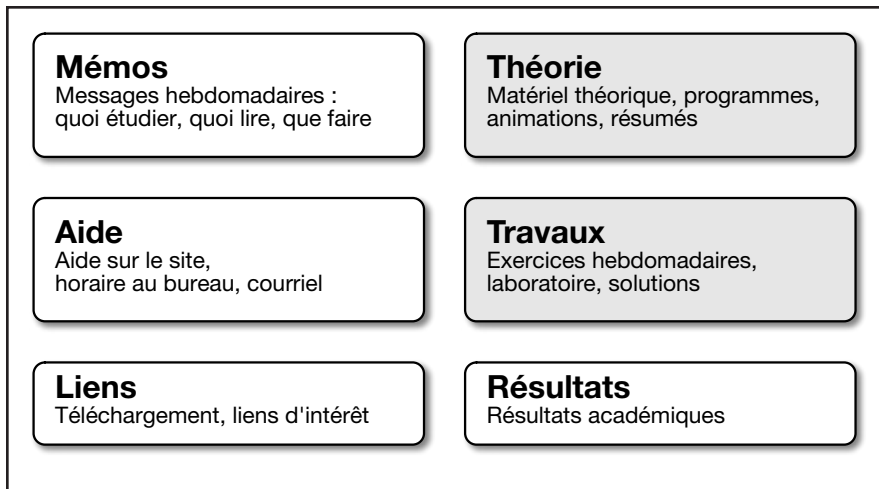 Mémos
Messages hebdomadaires :
quoi étudier, quoi lire, que faire
Théorie
Matériel théorique, programmes,
animations, résumés
Aide
Aide sur le site,
horaire au bureau, courriel
Travaux
Exercices hebdomadaires,
laboratoire, solutions
Liens
Téléchargement, liens d'intérêt
Résultats
Résultats académiques